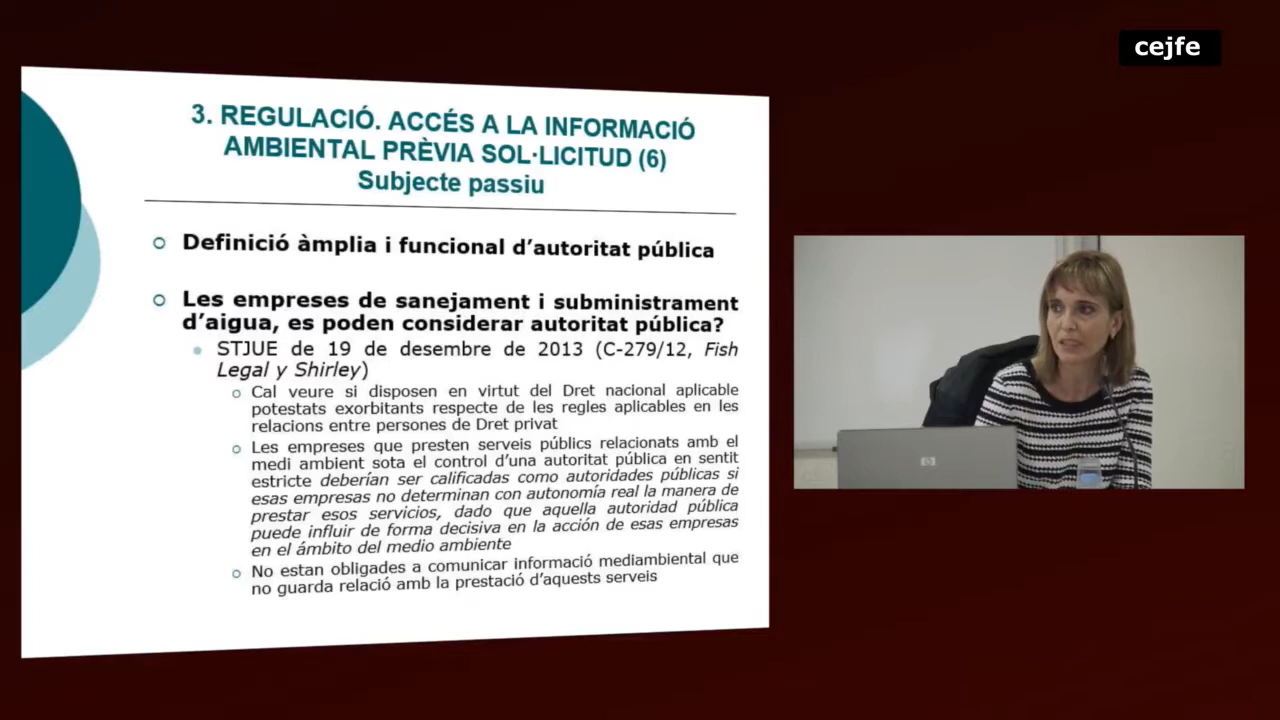 cejfe
3. REGULACIÓ. ACCÉS A LA INFORMACIÓ
AMBIENTAL PRÈVIA SOL·LICITUD (6)
Subjecte passiu
Definició àmplia i funcional d'autoritat pública
Les empreses de sanejament i subministrament
d'aigua, es poden considerar autoritat pública?
STJUE de 19 de desembre de 2013 (C-279/12, Fish
Legal y Shirley)
Cal veure si disposen en virtut del Dret nacional aplicable
potestats exorbitants respecte de les regles aplicables en les
relacions entre persones de Dret privat
Les empreses que presten serveis públics relacionats amb el
medi ambient sota el control d'una autoritat pública en sentit
estricte deberían ser calificadas como autoridades públicas si
esas empresas no determinan con autonomía real la manera de
prestar esos servicios, dado que aquella autoridad pública
puede influir de forma decisiva en la acción de esas empresas
en el ámbito del medio ambiente
No estan obligades a comunicar informació mediambiental que
no guarda relació amb la prestació d'aquests serveis
hp